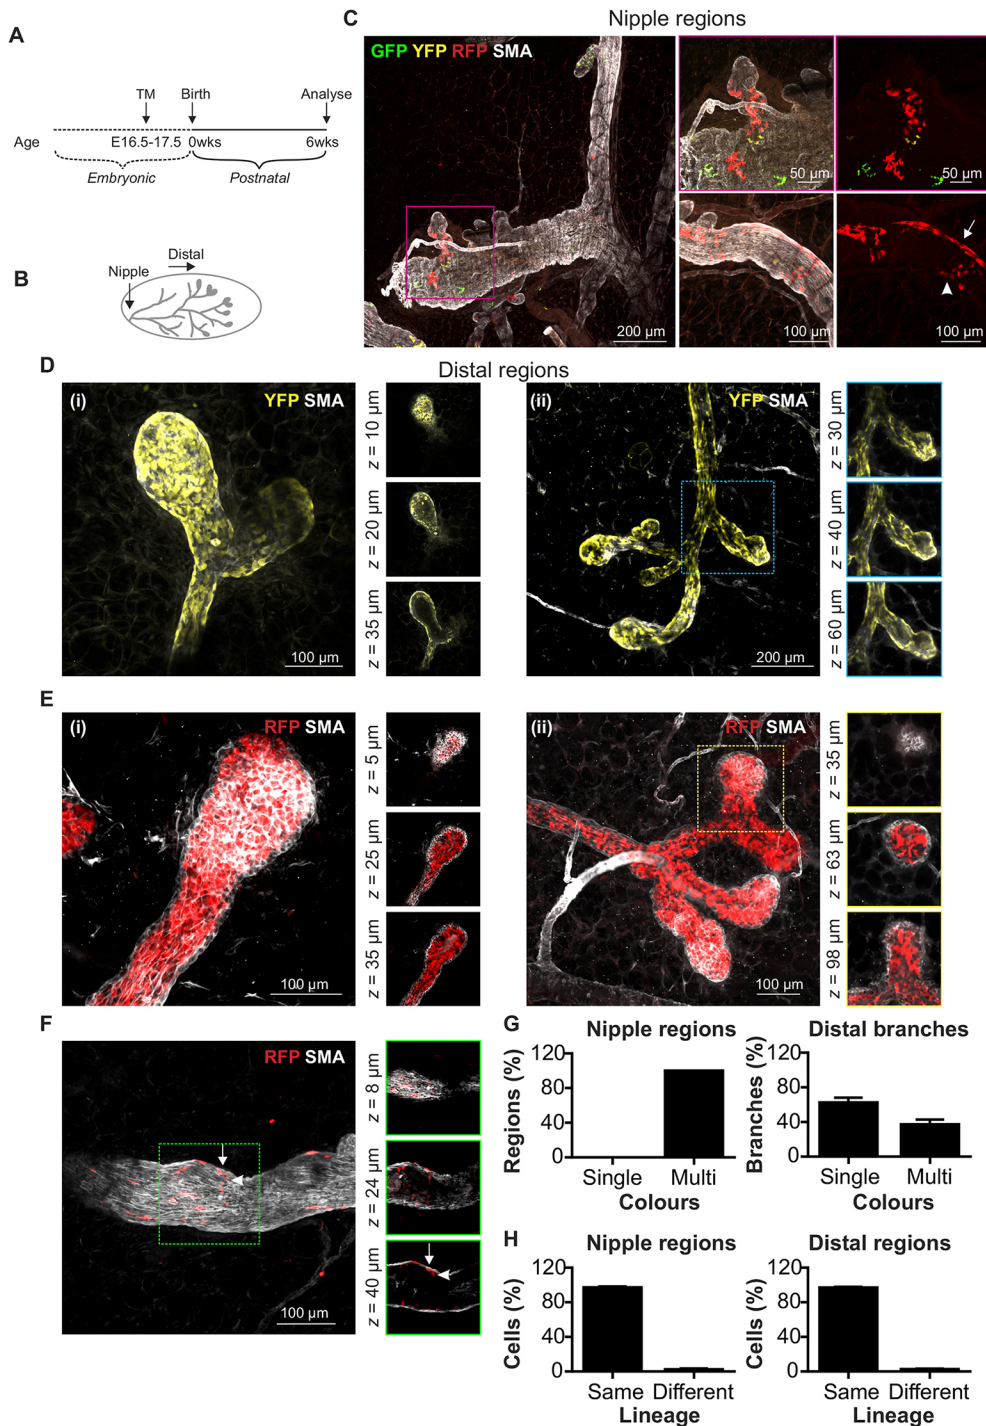 A
TM
Birth
Analyse
Age
E16.5-17.5
0wks
6wks
Embryonic
Postnatal
B
Distal
Nipple
C
Nipple regions
GFP YFP RFP SMA
200 µm
50 µm
50 µm
100 µm
100 µm
D
Distal regions
(i)
YFP SMA
100 µm
z = 10 µm
z = 20 µm
z = 35 µm
(ii)
YFP SMA
200 µm
z = 30 µm
z = 40 µm
z = 60 µm
E
(i)
RFP SMA
100 µm
z = 5 µm
z = 25 µm
z = 35 µm
(ii)
RFP SMA
100 µm
z = 35 µm
z = 63 µm
z = 98 µm
F
RFP SMA
100 µm
z = 8 µm
z = 24 µm
z = 40 µm
G
Nipple regions
Regions (%)
120
80
40
0
Single
Multi
Colours
Distal branches
Branches (%)
120
80
40
0
Single
Multi
Colours
H
Nipple regions
Cells (%)
120
80
40
0
Same
Different
Lineage
Distal regions
Cells (%)
120
80
40
0
Same
Different
Lineage